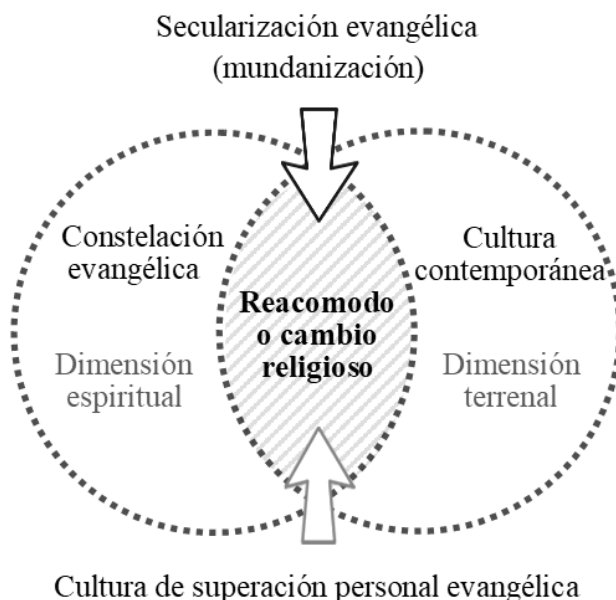 Secularización evangélica
(mundanización)
Constelación
evangélica
Cultura
contemporánea
Reacomodo
o cambio
religioso
Dimensión
espiritual
Dimensión
terrenal
Cultura de superación personal evangélica